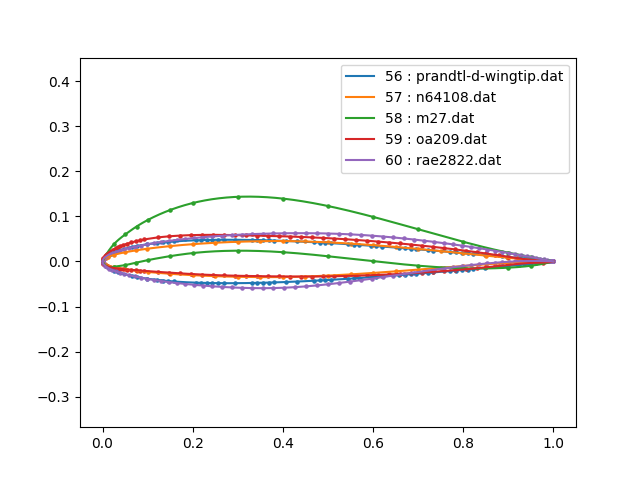 56 : prandtl-d-wingtip.dat
57 : n64108.dat
58 : m27.dat
59 : oa209.dat
60 : rae2822.dat
0.4
0.3
0.2
0.1
0.0
−0.1
−0.2
−0.3
0.0 0.2 0.4 0.6 0.8 1.0